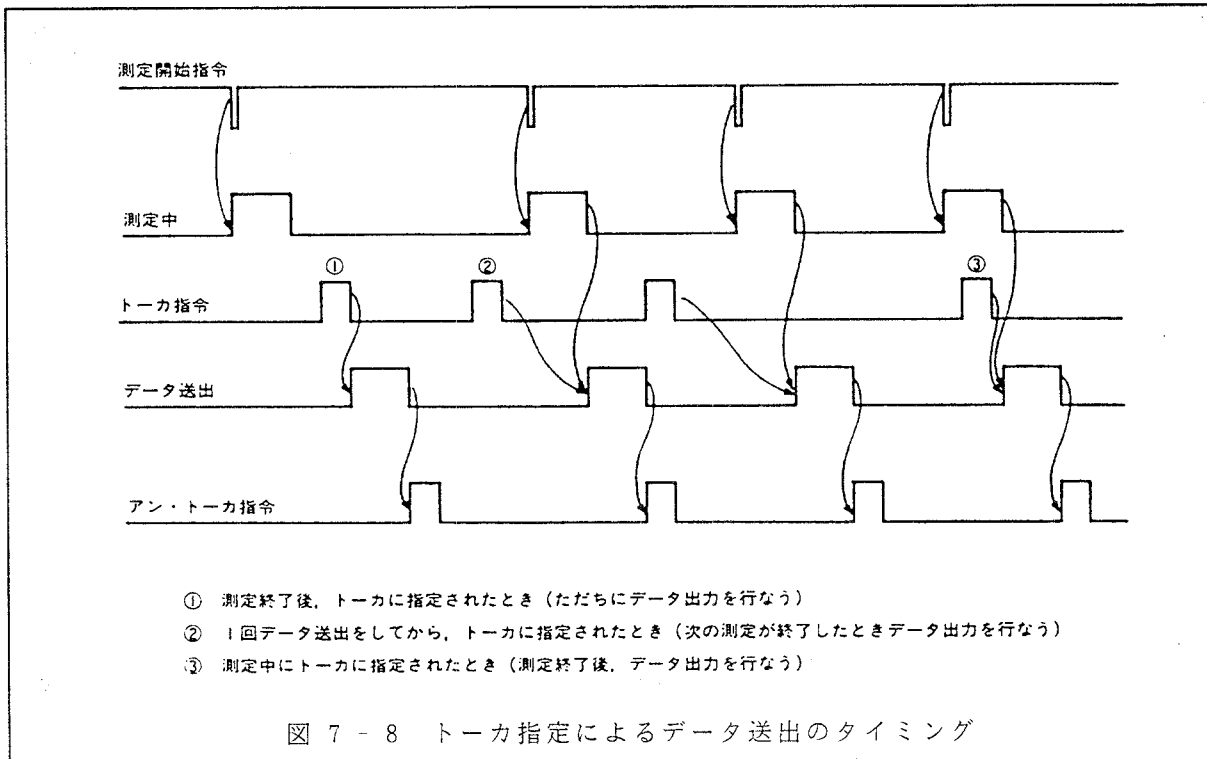 測定開始指令
測定中
① ② ③
トーカ指令
データ送出
アン・トーカ指令
① 測定終了後，トーカに指定されたとき（ただちにデータ出力を行なう）
② 1回データ送出をしてから，トーカに指定されたとき（次の測定が終了したときデータ出力を行なう）
③ 測定中にトーカに指定されたとき（測定終了後，データ出力を行なう）
図 7 - 8 トーカ指定によるデータ送出のタイミング